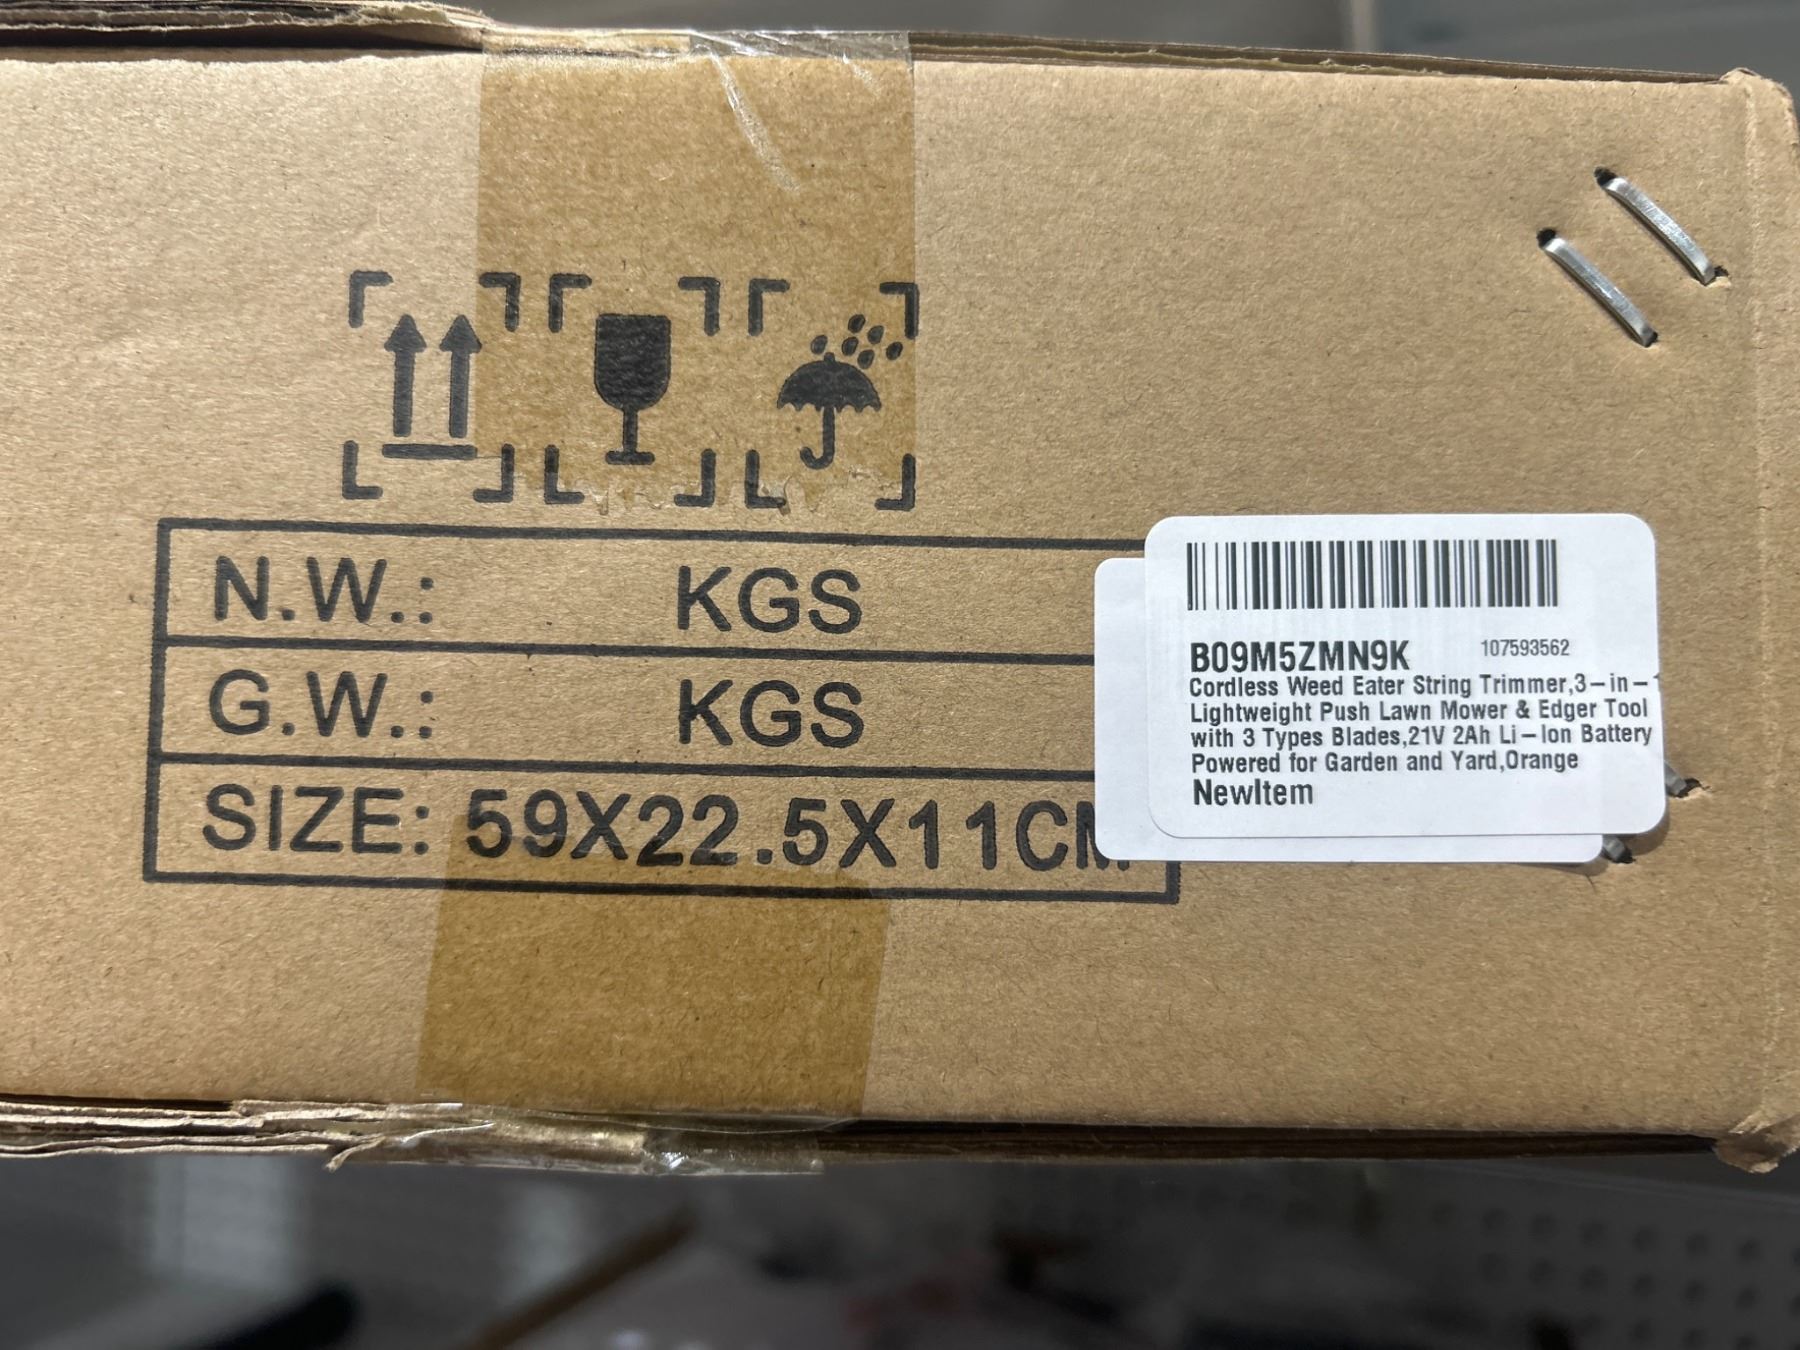 N.W.: KGS
G.W.: KGS
SIZE: 59X22.5X11CM
B09M5ZMN9K 107593562
Cordless Weed Eater String Trimmer,3-in-1
Lightweight Push Lawn Mower & Edger Tool
with 3 Types Blades,21V 2Ah Li-Ion Battery
Powered for Garden and Yard,Orange
NewItem